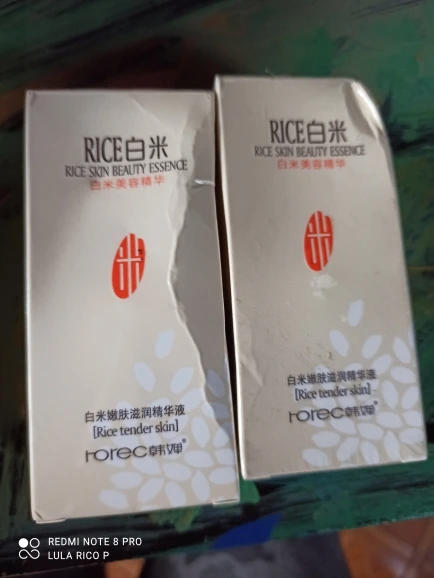 RICE白米
RICE SKIN BEAUTY ESSENCE
白米美容精华
米
白米嫩肤滋润精华液
[Rice tender skin]
rorec韩婵
RICE白米
RICE SKIN BEAUTY ESSENCE
白米美容精华
米
白米嫩肤滋润精华液
[Rice tender skin]
rorec韩婵
REDMI NOTE 8 PRO
LULA RICO P